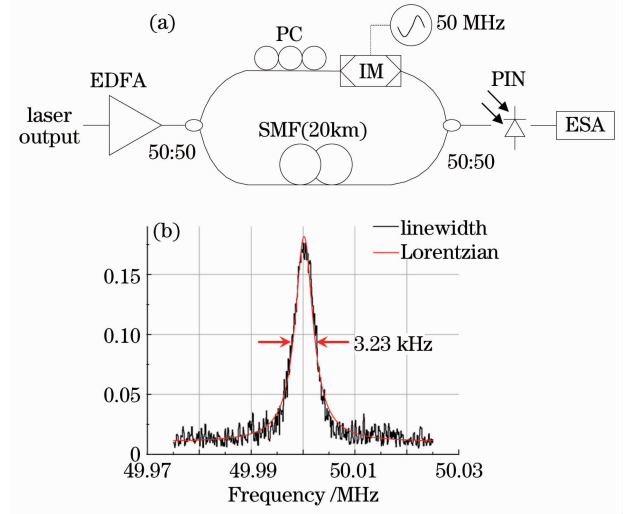 (a)
50 MHz
PC
IM
EDFA
PIN
laser
output
SMF(20km)
ESA
50:50
50:50
(b)
linewidth
Lorentzian
0.15
0.10
3.23 kHz
0.05
0
49.97
49.99
50.01
50.03
Frequency /MHz